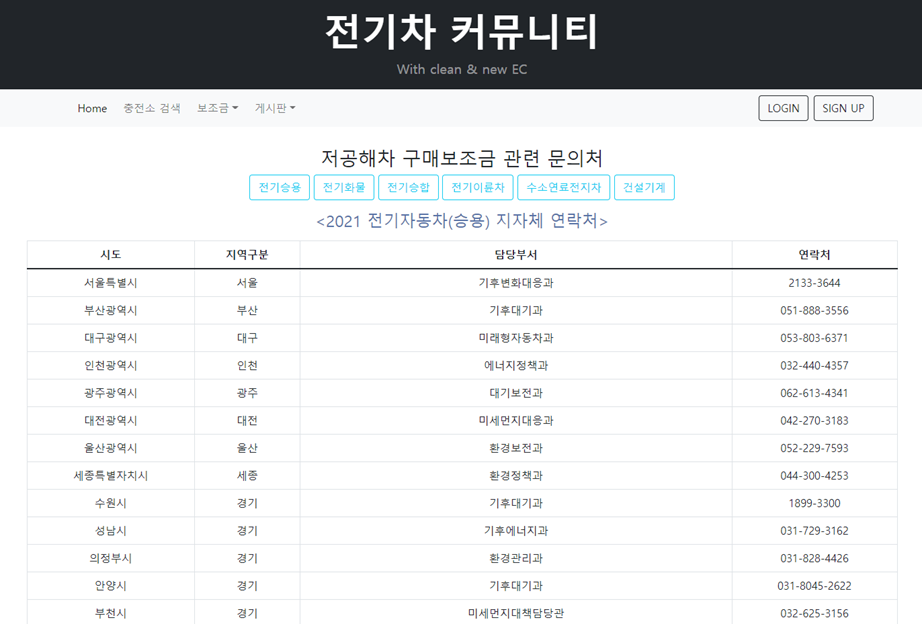 전기차 커뮤니티
With clean & new EC
Home 충전소 검색 보조금 게시판 LOGIN SIGN UP
저공해차 구매보조금 관련 문의처
전기승용 전기화물 전기승합 전기이륜차 수소연료전지차 건설기계
<2021 전기자동차(승용) 지자체 연락처>
시도 지역구분 담당부서 연락처
서울특별시 서울 기후변화대응과 2133-3644
부산광역시 부산 기후대기과 051-888-3556
대구광역시 대구 미래형자동차과 053-803-6371
인천광역시 인천 에너지정책과 032-440-4357
광주광역시 광주 대기보전과 062-613-4341
대전광역시 대전 미세먼지대응과 042-270-3183
울산광역시 울산 환경보전과 052-229-7593
세종특별자치시 세종 환경정책과 044-300-4253
수원시 경기 기후대기과 1899-3300
성남시 경기 기후에너지과 031-729-3162
의정부시 경기 환경관리과 031-828-4426
안양시 경기 기후대기과 031-8045-2622
부천시 경기 미세먼지대책담당관 032-625-3156